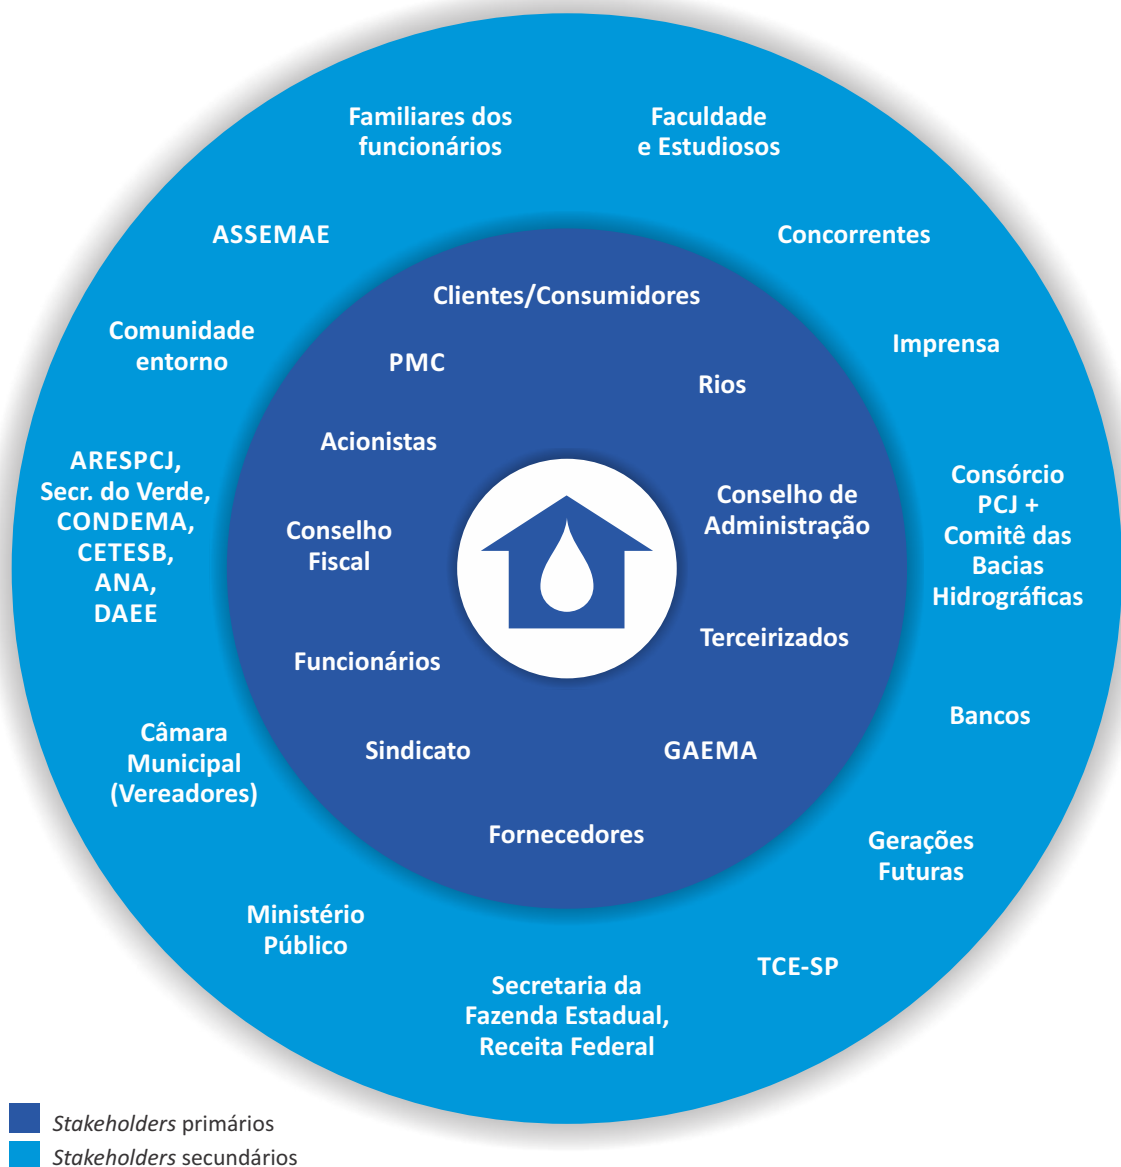 Familiares dos
funcionários
Faculdade
e Estudiosos
ASSEMAE
Concorrentes
Clientes/Consumidores
Comunidade
entorno
PMC
Imprensa
Rios
Acionistas
ARESPCJ,
Secr. do Verde,
CONDEMA,
CETESB,
ANA,
DAEE
Conselho
Fiscal
Conselho de
Administração
Consórcio
PCJ +
Comitê das
Bacias
Hidrográficas
Funcionários
Terceirizados
Câmara
Municipal
(Vereadores)
Sindicato
GAEMA
Bancos
Fornecedores
Gerações
Futuras
Ministério
Público
TCE-SP
Secretaria da
Fazenda Estadual,
Receita Federal
Stakeholders primários
Stakeholders secundários